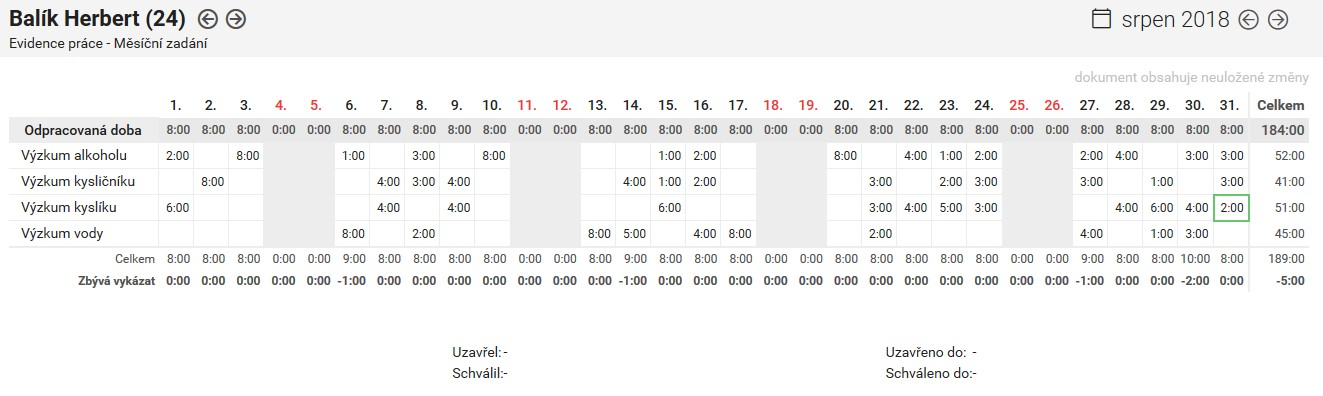 Balík Herbert (24)
srpen 2018
Evidence práce - Měsíční zadání
dokument obsahuje neuložené změny
1. 2. 3. 4. 5. 6. 7. 8. 9. 10. 11. 12. 13. 14. 15. 16. 17. 18. 19. 20. 21. 22. 23. 24. 25. 26. 27. 28. 29. 30. 31. Celkem
Odpracovaná doba 8:00 8:00 8:00 0:00 0:00 8:00 8:00 8:00 8:00 8:00 0:00 0:00 8:00 8:00 8:00 8:00 8:00 0:00 0:00 8:00 8:00 8:00 8:00 8:00 0:00 0:00 8:00 8:00 8:00 8:00 8:00 184:00
Výzkum alkoholu 2:00 8:00 1:00 3:00 8:00 1:00 2:00 8:00 4:00 1:00 2:00 2:00 4:00 3:00 3:00 52:00
Výzkum kysličníku 8:00 4:00 3:00 4:00 4:00 1:00 2:00 3:00 2:00 3:00 3:00 1:00 3:00 41:00
Výzkum kyslíku 6:00 4:00 4:00 6:00 3:00 4:00 5:00 3:00 4:00 6:00 4:00 2:00 51:00
Výzkum vody 8:00 2:00 8:00 5:00 4:00 8:00 2:00 4:00 1:00 3:00 45:00
Celkem 8:00 8:00 8:00 0:00 0:00 9:00 8:00 8:00 8:00 8:00 0:00 0:00 8:00 9:00 8:00 8:00 8:00 0:00 0:00 8:00 8:00 8:00 8:00 8:00 0:00 0:00 9:00 8:00 8:00 10:00 8:00 189:00
Zbývá vykázat 0:00 0:00 0:00 0:00 0:00 -1:00 0:00 0:00 0:00 0:00 0:00 0:00 0:00 -1:00 0:00 0:00 0:00 0:00 0:00 0:00 0:00 0:00 0:00 0:00 0:00 0:00 -1:00 0:00 0:00 -2:00 0:00 -5:00
Uzavřel: - Uzavřeno do: -
Schválil:- Schváleno do:-